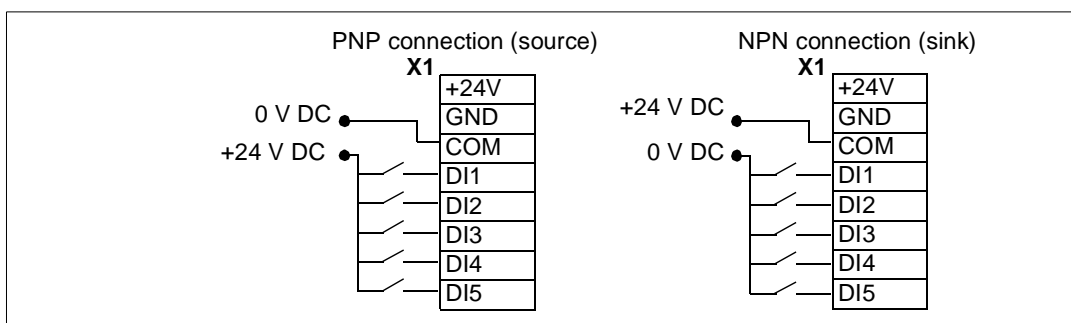 PNP connection (source)
X1
0 V DC
+24 V DC
+24V
GND
COM
DI1
DI2
DI3
DI4
DI5
NPN connection (sink)
X1
+24 V DC
0 V DC
+24V
GND
COM
DI1
DI2
DI3
DI4
DI5